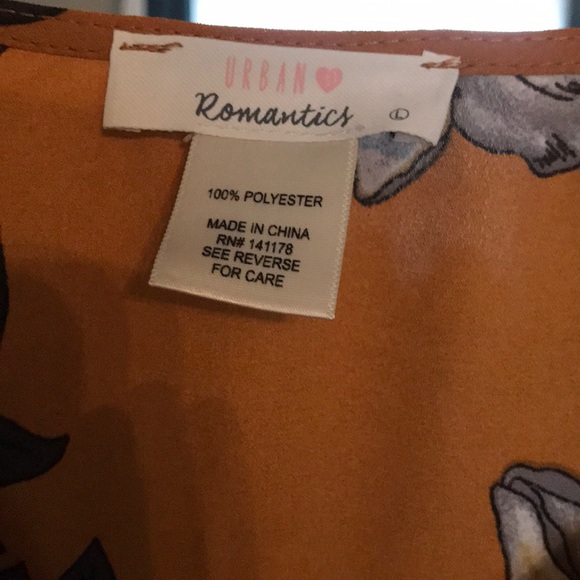 URBAN
Romantics
L
100% POLYESTER
MADE IN CHINA
RN# 141178
SEE REVERSE
FOR CARE